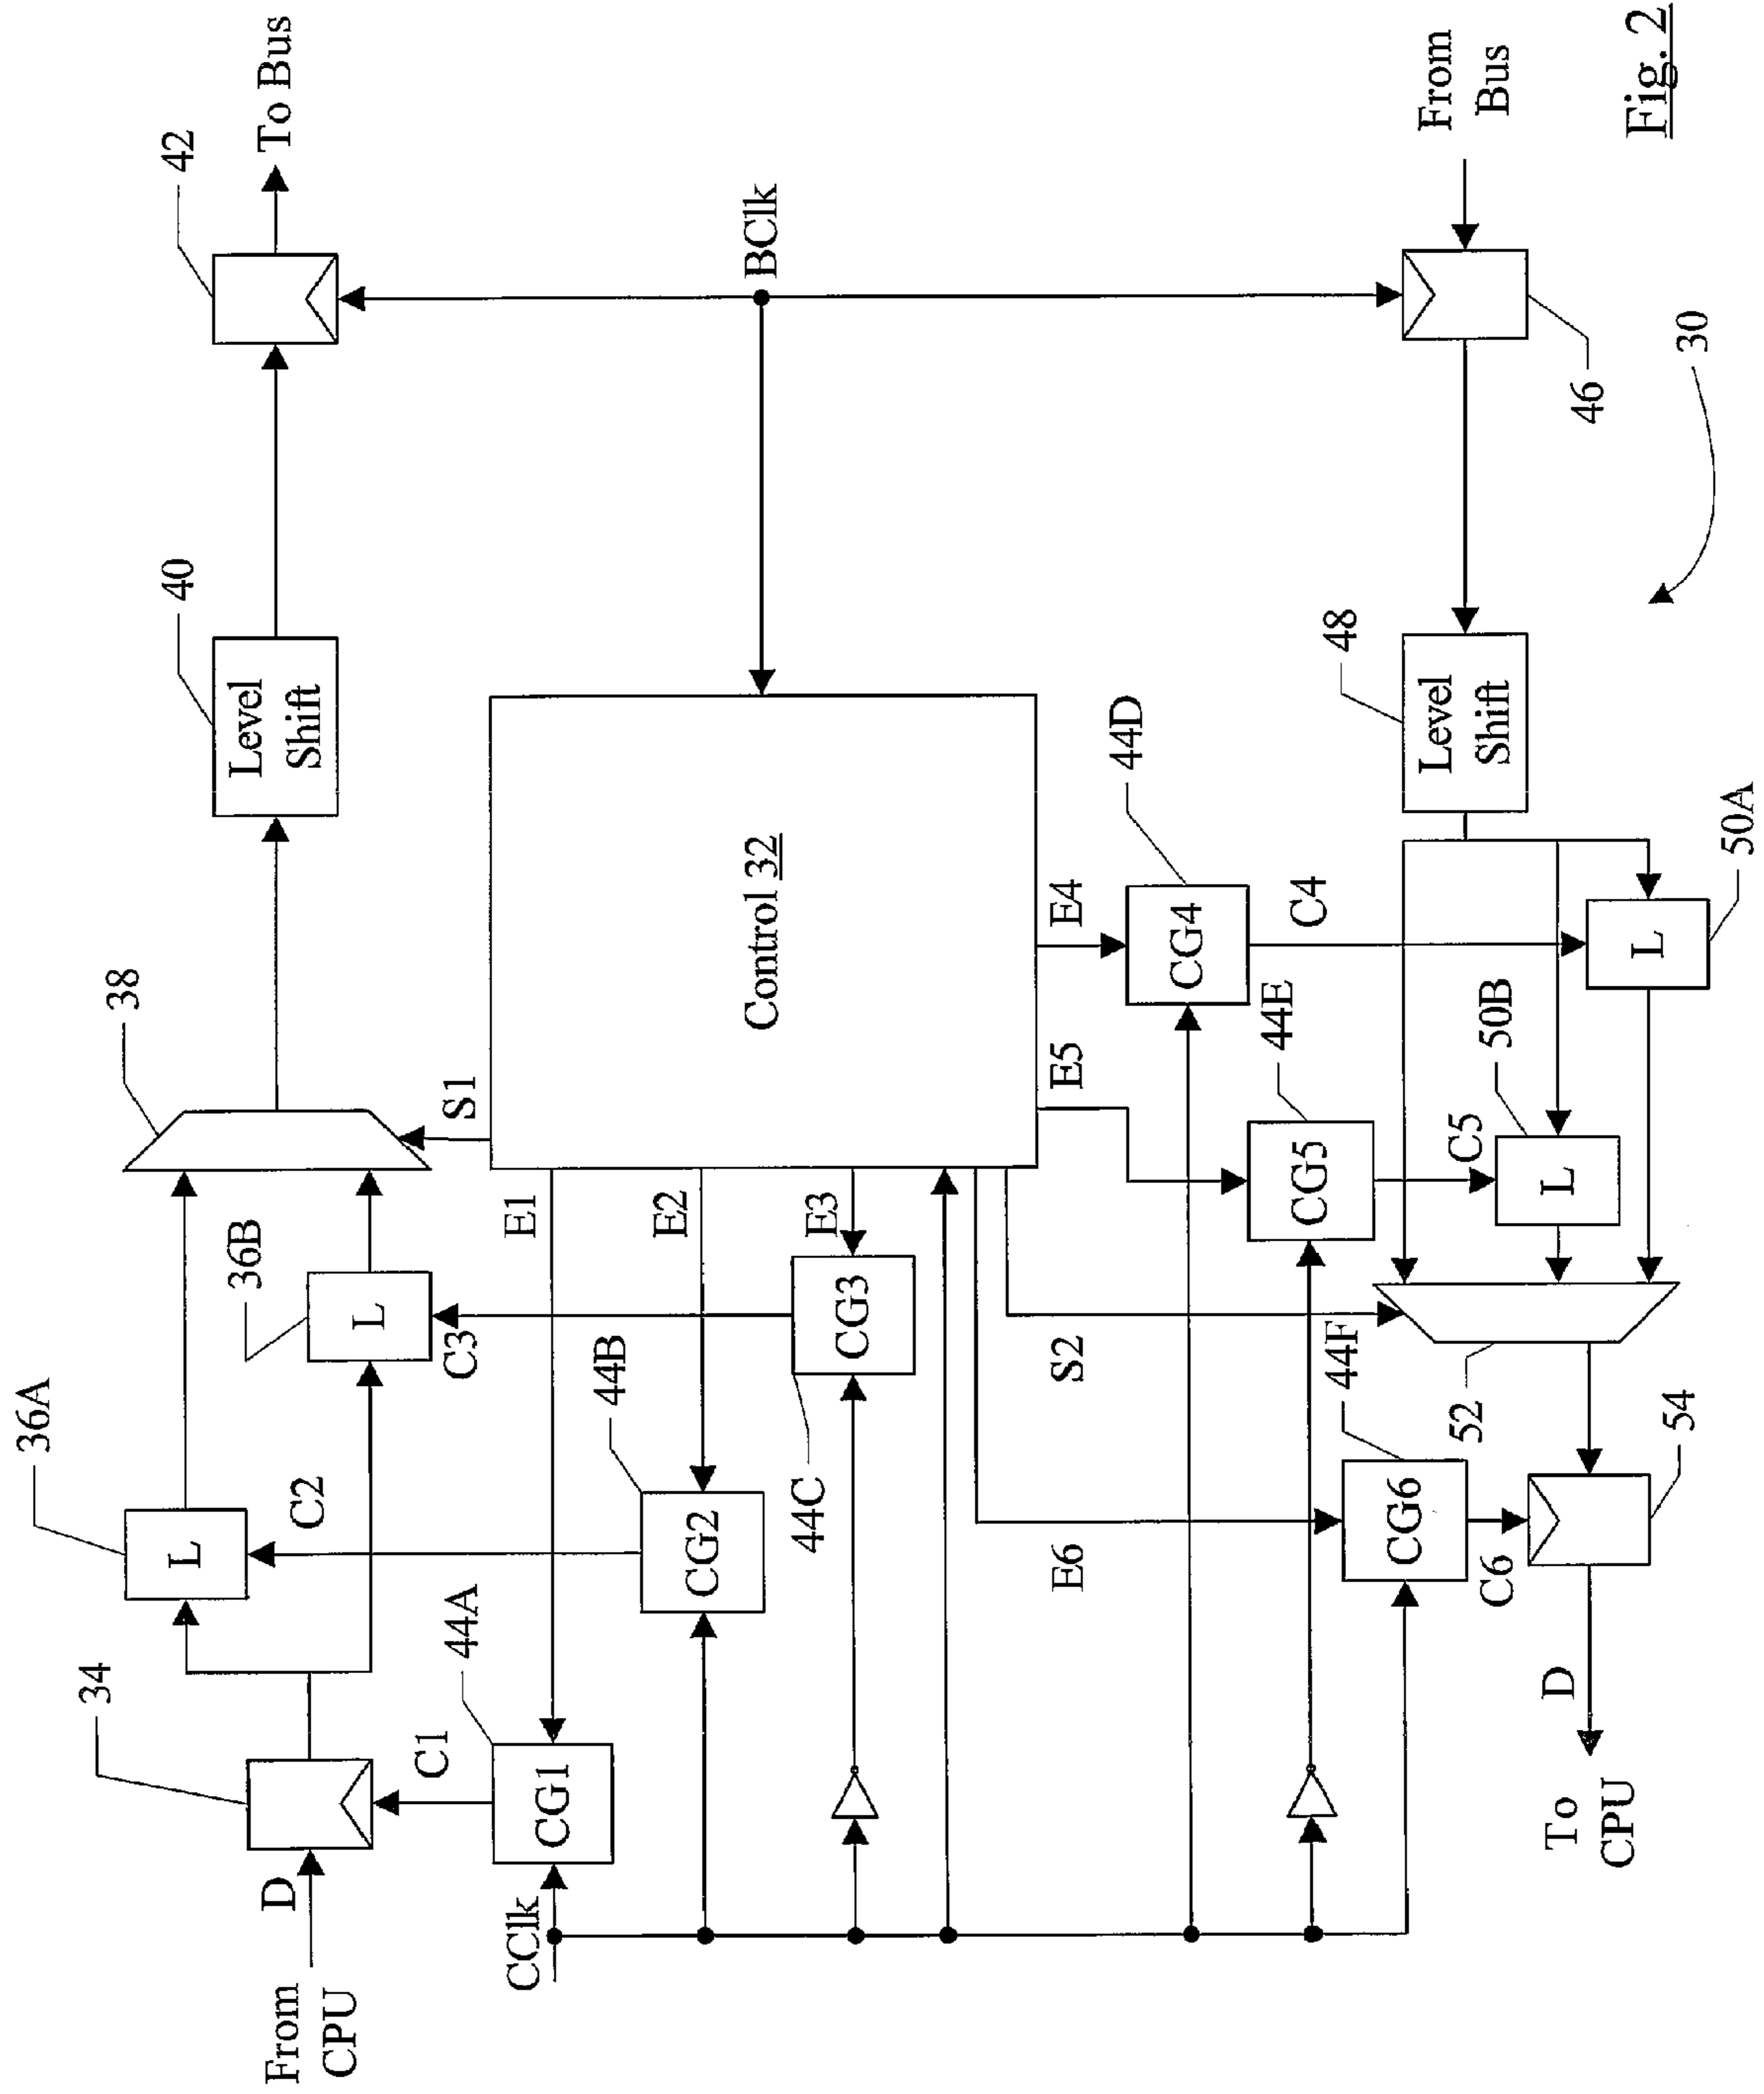 36A
34
38
42
L
40
36B
From
CPU
D
C2
L
Level
Shift
To Bus
C1
44A
C3
S1
CClk
CG1
E1
44B
CG2
E2
44C
CG3
E3
Control 32
BClk
E6
S2
E5
E4
44D
CG4
44E
CG5
C4
44F
CG6
C6
52
C5
50B
L
48
Level
Shift
From
Bus
To
CPU
D
54
L
50A
46
30
Fig. 2